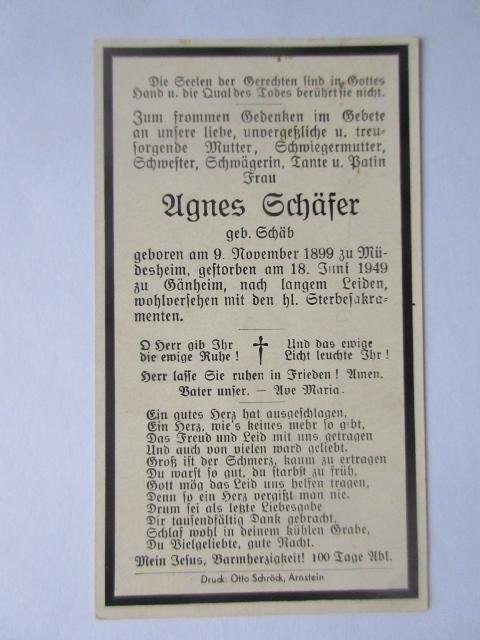 Die Seelen der Gerechten sind in Gottes
Hand u. die Qual des Todes berührt sie nicht.
Zum frommen Gedenken im Gebete
an unsere liebe, unvergeßliche u. treu-
sorgende Mutter, Schwiegermutter,
Schwester, Schwägerin, Tante u. Patin
Frau
Agnes Schäfer
geb. Schäb
geboren am 9. November 1899 zu Mü-
desheim, gestorben am 18. Juni 1949
zu Gänheim, nach langem Leiden,
wohlversehen mit den hl. Sterbesakra-
menten.
O Herr gib Ihr
die ewige Ruhe!
Und das ewige
Licht leuchte Ihr!
Herr lasse Sie ruhen in Frieden! Amen.
Vater unser. — Ave Maria.
Ein gutes Herz hat ausgeschlagen,
Ein Herz, wie's keines mehr so gibt,
Das Freud und Leid mit uns getragen
Und auch von vielen ward geliebt.
Groß ist der Schmerz, kaum zu ertragen
Du warst so gut, du starbst zu früh,
Gott mög das Leid uns helfen tragen,
Denn so ein Herz vergißt man nie.
Drum sei als letzte Liebesgabe
Dir tausendfältig Dank gebracht,
Schlaf wohl in deinem kühlen Grabe,
Du Vielgeliebte, gute Nacht.
Mein Jesus, Barmherzigkeit! 100 Tage Abl.
Druck: Otto Schröck, Arnstein